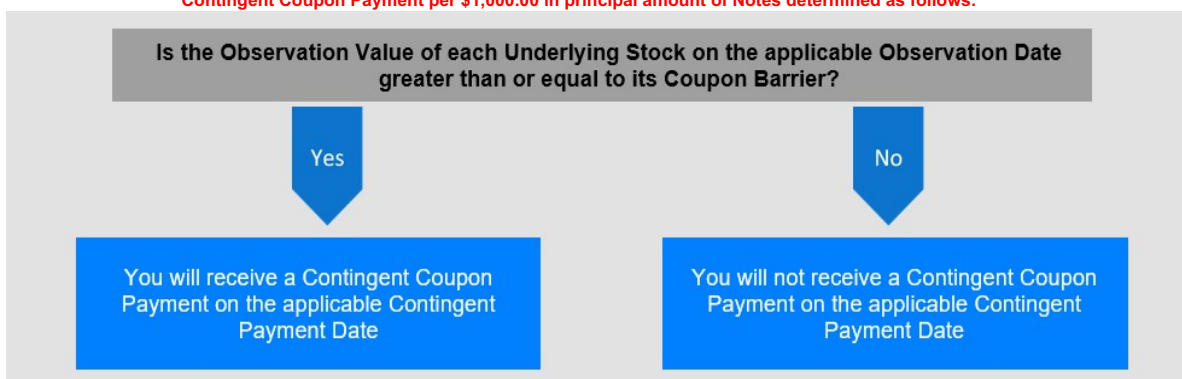 Contingent Coupon Payment per $1,000.00 in principal amount of Notes determined as follows:
Is the Observation Value of each Underlying Stock on the applicable Observation Date
greater than or equal to its Coupon Barrier?
Yes
No
You will receive a Contingent Coupon
Payment on the applicable Contingent
Payment Date
You will not receive a Contingent Coupon
Payment on the applicable Contingent
Payment Date